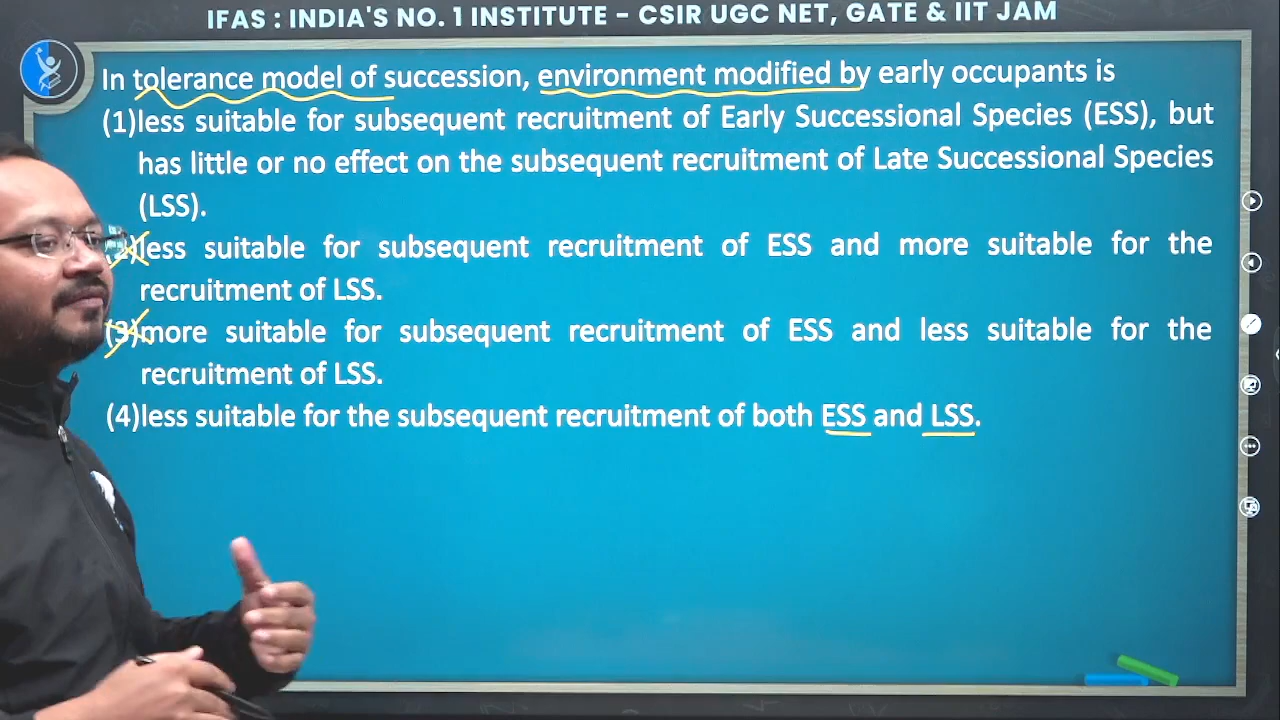 IFAS : INDIA'S NO. 1 INSTITUTE – CSIR UGC NET, GATE & IIT JAM
In tolerance model of succession, environment modified by early occupants is
(1)less suitable for subsequent recruitment of Early Successional Species (ESS), but
has little or no effect on the subsequent recruitment of Late Successional Species
(LSS).
(2)less suitable for subsequent recruitment of ESS and more suitable for the
recruitment of LSS.
(3)more suitable for subsequent recruitment of ESS and less suitable for the
recruitment of LSS.
(4)less suitable for the subsequent recruitment of both ESS and LSS.